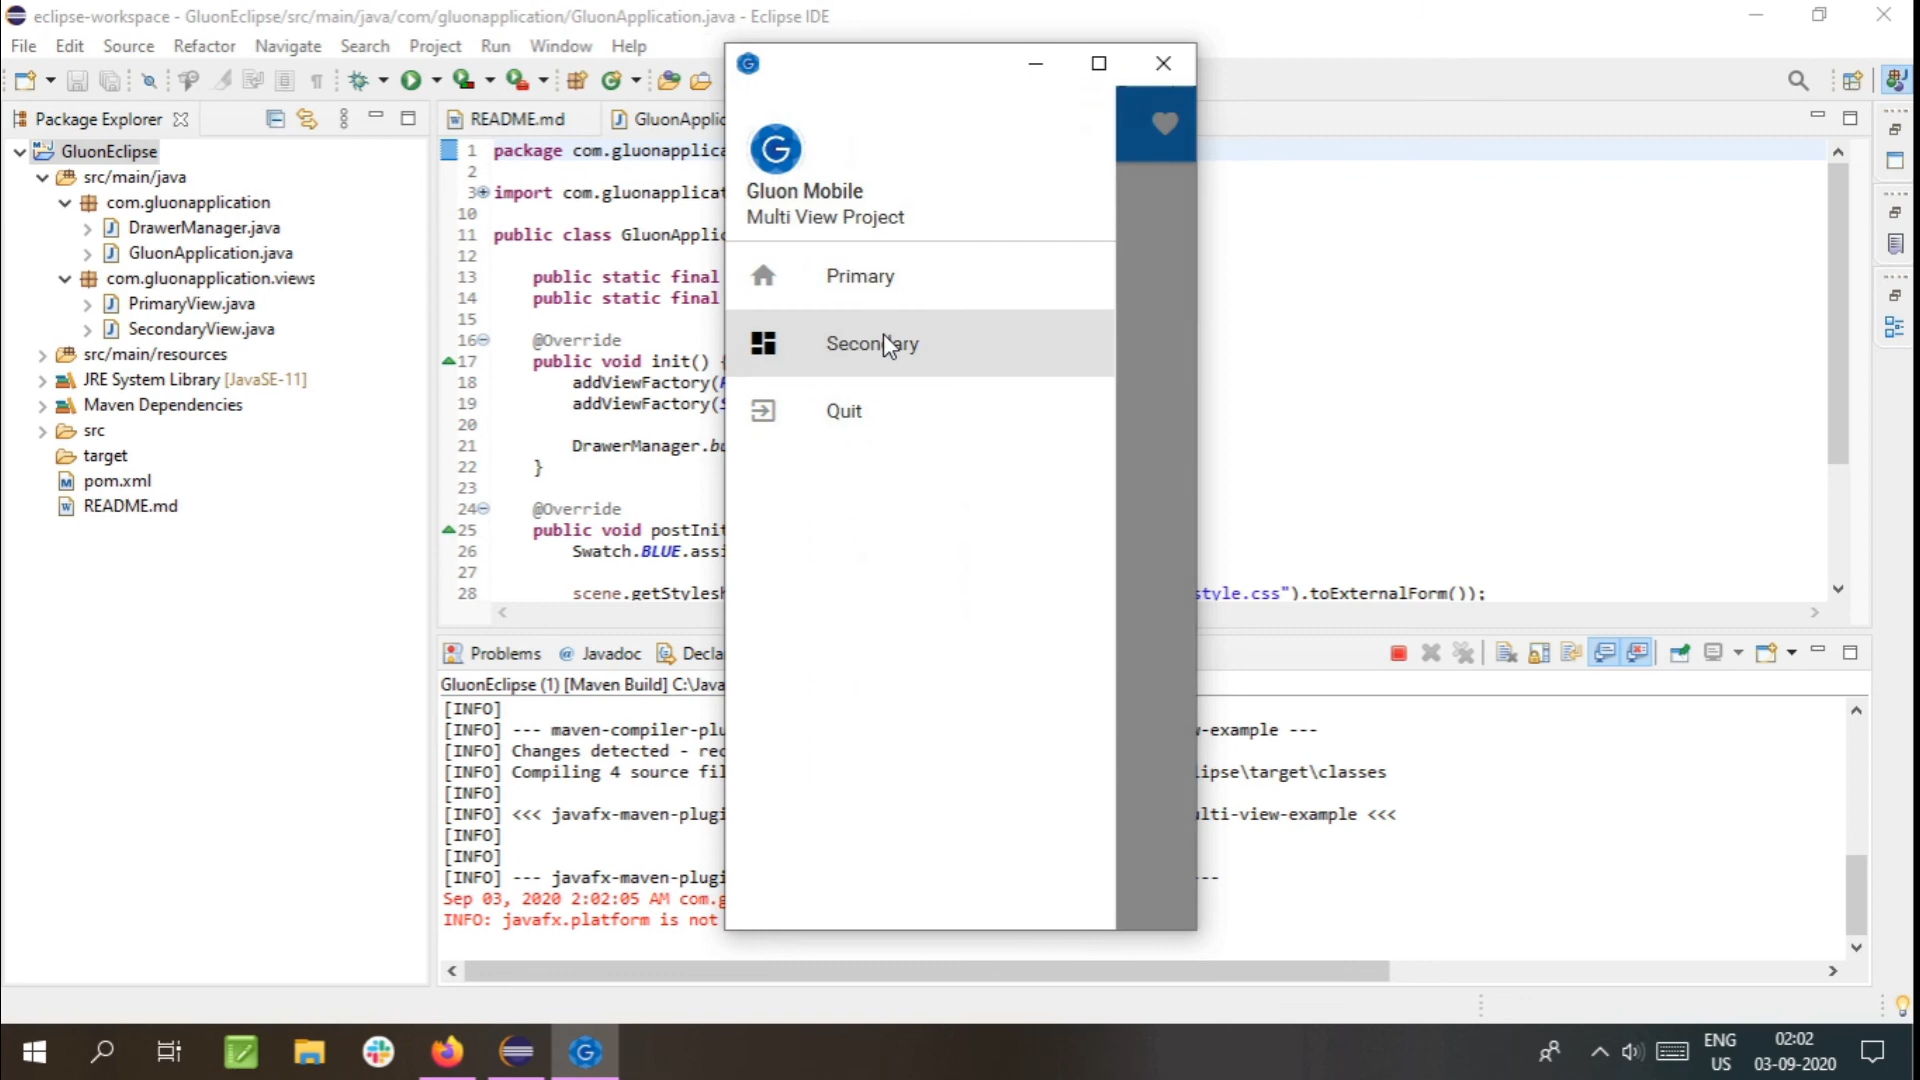 eclipse-workspace - GluonEclipse/src/main/java/com/gluonapplication/GluonApplication.java - Eclipse IDE
File Edit Source Refactor Navigate Search Project Run Window Help
Package Explorer
GluonEclipse
src/main/java
com.gluonapplication
DrawerManager.java
GluonApplication.java
com.gluonapplication.views
PrimaryView.java
SecondaryView.java
src/main/resources
JRE System Library [JavaSE-11]
Maven Dependencies
src
target
pom.xml
README.md
README.md GluonApplic
1 package com.gluonapplica
2
3 import com.gluonapplicat
10
11 public class GluonApplic
12
13 public static final
14 public static final
15
16 @Override
17 public void init() {
18 addViewFactory(
19 addViewFactory(
20
21 DrawerManager.bu
22 }
23
24 @Override
25 public void postInit
26 Swatch.BLUE.assi
27
28 scene.getStylesh style.css").toExternalForm());
G
Gluon Mobile
Multi View Project
Primary
Secondary
Quit
Problems @ Javadoc Decla
GluonEclipse (1) [Maven Build] C:\Java
[INFO]
[INFO] --- maven-compiler-plu -example ---
[INFO] Changes detected - rec
[INFO] Compiling 4 source fil ipse\target\classes
[INFO]
[INFO] <<< javafx-maven-plugi lti-view-example <<<
[INFO]
[INFO]
[INFO] --- javafx-maven-plugi ---
Sep 03, 2020 2:02:05 AM com.g
INFO: javafx.platform is not
ENG
US
02:02
03-09-2020